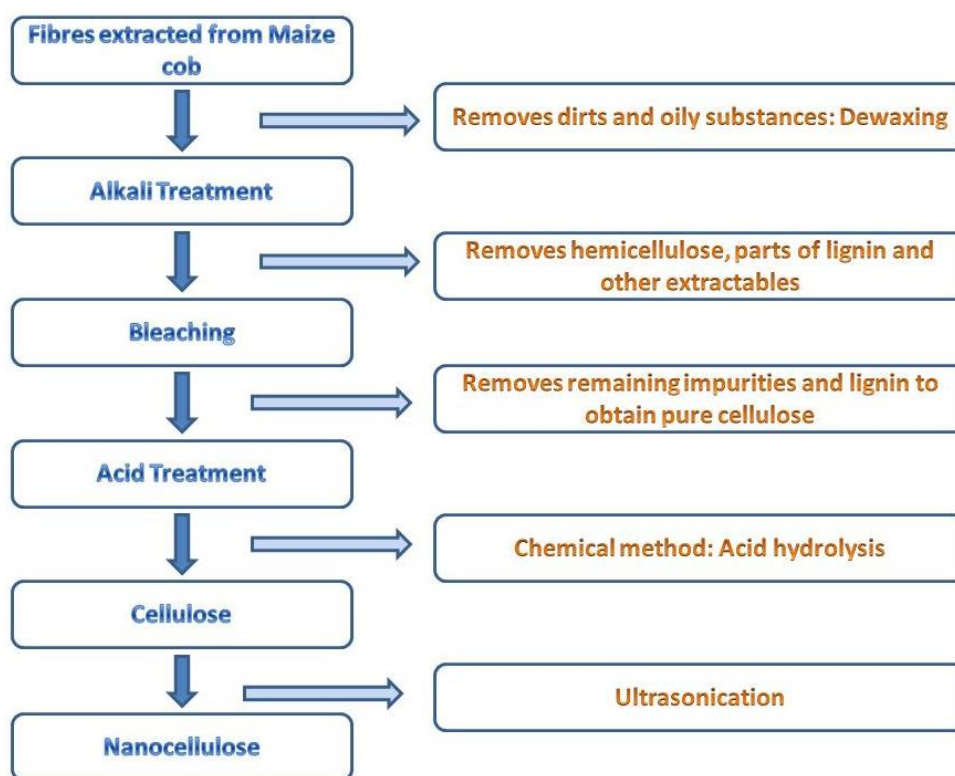 Fibres extracted from Maize
cob
Removes dirts and oily substances: Dewaxing
Alkali Treatment
Removes hemicellulose, parts of lignin and
other extractables
Bleaching
Removes remaining impurities and lignin to
obtain pure cellulose
Acid Treatment
Chemical method: Acid hydrolysis
Cellulose
Ultrasonication
Nanocellulose